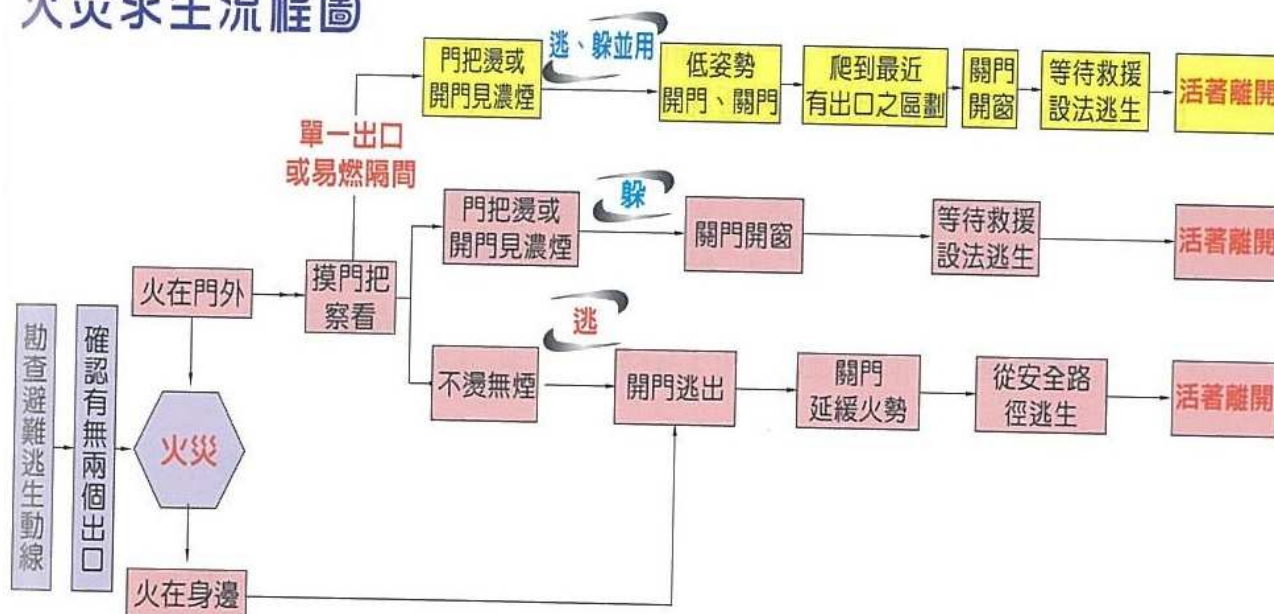 火災求生流程圖
門把燙或
開門見濃煙
逃、躲並用
低姿勢
開門、關門
爬到最近
有出口之區劃
關門
開窗
等待救援
設法逃生
活著離開
單一出口
或易燃隔間
門把燙或
開門見濃煙
躲
關門開窗
等待救援
設法逃生
活著離開
火在門外
摸門把
察看
不燙無煙
逃
開門逃出
關門
延緩火勢
從安全路
徑逃生
活著離開
勘查避難逃生動線
確認有無兩個出口
火災
火在身邊